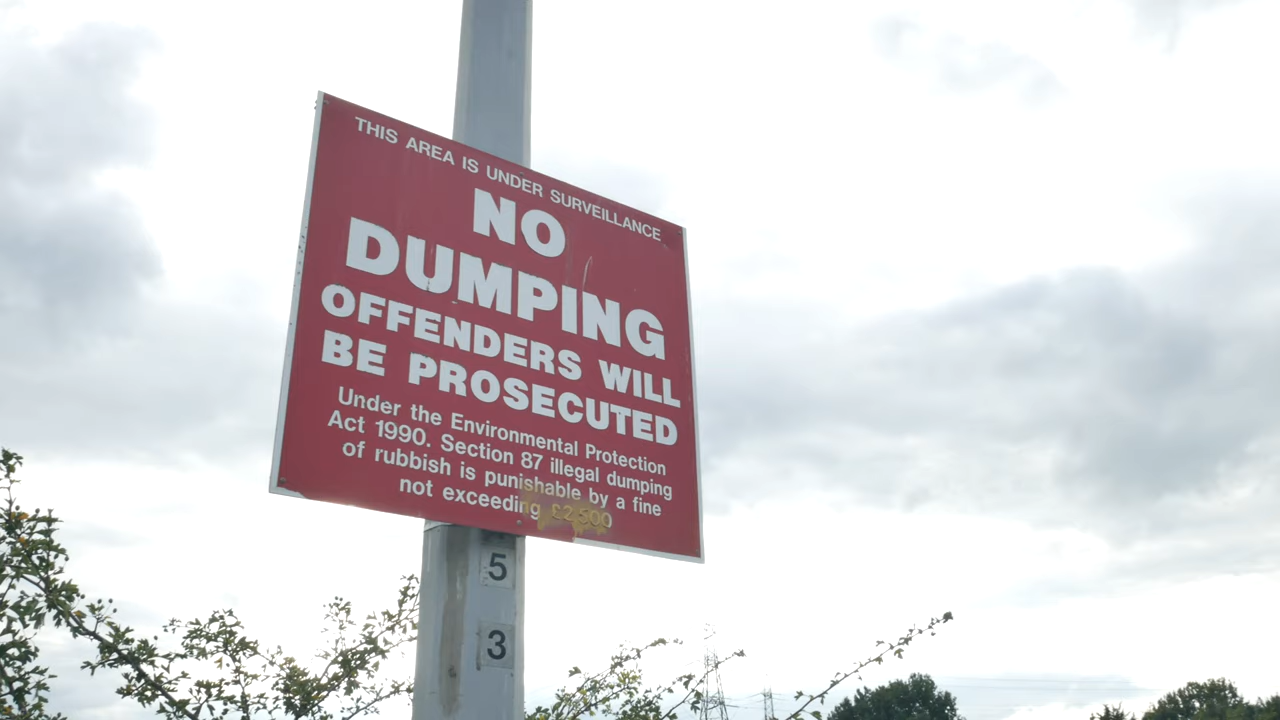 THIS AREA IS UNDER SURVEILLANCE
NO
DUMPING
OFFENDERS WILL
BE PROSECUTED
Under the Environmental Protection
Act 1990. Section 87 illegal dumping
of rubbish is punishable by a fine
not exceeding £2,500
5
3